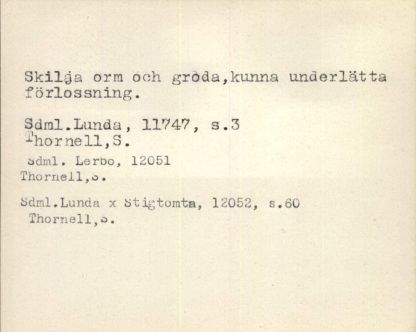 Skilja orm och groda,kunna underlätta
förlossning.
Sdml.Lunda, 11747, s.3
Thornell,S.
Sdml. Lerbo, 12051
Thornell,S.
Sdml.Lunda x Stigtomta, 12052, s.60
Thornell,S.